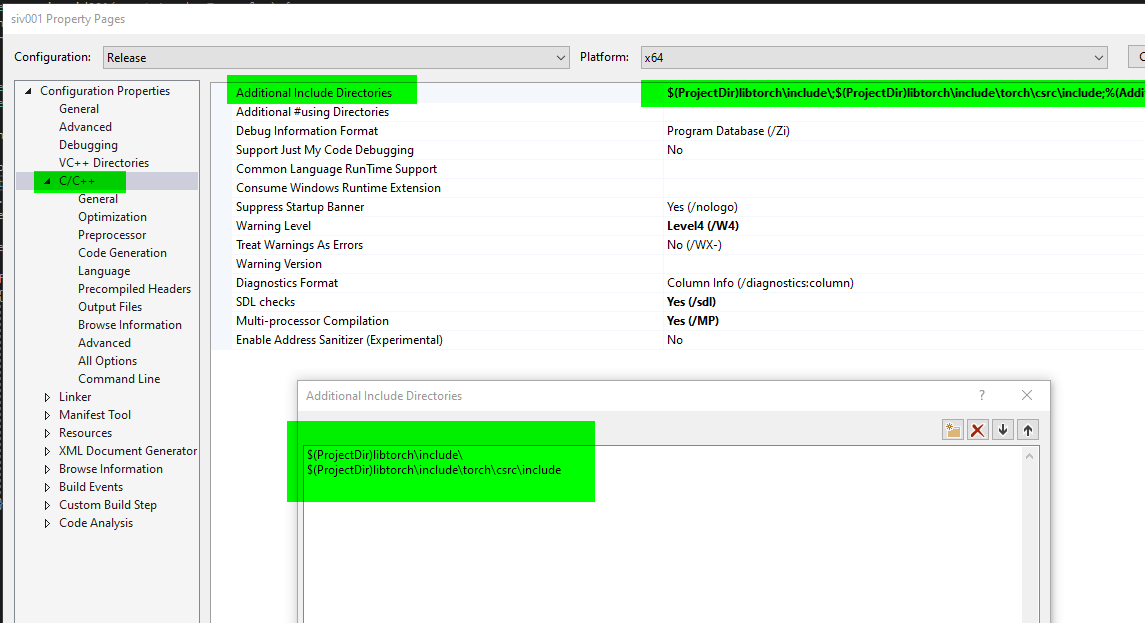 siv001 Property Pages
Configuration: Release Platform: x64
Configuration Properties
General
Advanced
Debugging
VC++ Directories
C/C++
General
Optimization
Preprocessor
Code Generation
Language
Precompiled Headers
Output Files
Browse Information
Advanced
All Options
Command Line
Linker
Manifest Tool
Resources
XML Document Generator
Browse Information
Build Events
Custom Build Step
Code Analysis
Additional Include Directories $(ProjectDir)libtorch\include\;$(ProjectDir)libtorch\include\torch\csrc\include;%(Addi
Additional #using Directories
Debug Information Format Program Database (/Zi)
Support Just My Code Debugging No
Common Language RunTime Support
Consume Windows Runtime Extension
Suppress Startup Banner Yes (/nologo)
Warning Level Level4 (/W4)
Treat Warnings As Errors No (/WX-)
Warning Version
Diagnostics Format Column Info (/diagnostics:column)
SDL checks Yes (/sdl)
Multi-processor Compilation Yes (/MP)
Enable Address Sanitizer (Experimental) No
Additional Include Directories ?
$(ProjectDir)libtorch\include\
$(ProjectDir)libtorch\include\torch\csrc\include